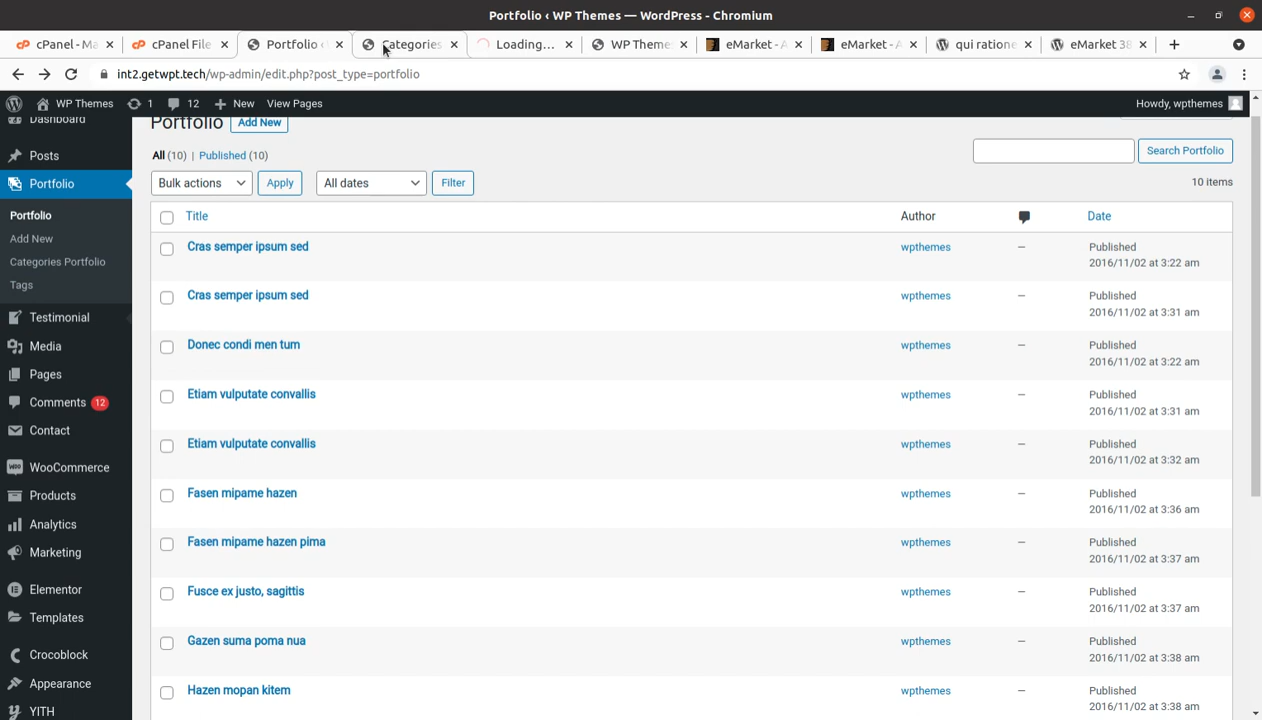 Portfolio ‹ WP Themes — WordPress - Chromium
cPanel - Ma
cPanel File
Portfolio ‹
Categories
Loading...
WP Theme
eMarket - A
eMarket - A
qui ratione
eMarket 38
int2.getwpt.tech/wp-admin/edit.php?post_type=portfolio
WP Themes
1
12
New
View Pages
Howdy, wpthemes
Dashboard
Posts
Portfolio
Portfolio
Add New
Categories Portfolio
Tags
Testimonial
Media
Pages
Comments 12
Contact
WooCommerce
Products
Analytics
Marketing
Elementor
Templates
Crocoblock
Appearance
YITH
Portfolio
Add New
All (10) | Published (10)
Search Portfolio
Bulk actions
Apply
All dates
Filter
10 items
Title
Author
Date
Cras semper ipsum sed
wpthemes
—
Published
2016/11/02 at 3:22 am
Cras semper ipsum sed
wpthemes
—
Published
2016/11/02 at 3:31 am
Donec condi men tum
wpthemes
—
Published
2016/11/02 at 3:22 am
Etiam vulputate convallis
wpthemes
—
Published
2016/11/02 at 3:31 am
Etiam vulputate convallis
wpthemes
—
Published
2016/11/02 at 3:32 am
Fasen mipame hazen
wpthemes
—
Published
2016/11/02 at 3:36 am
Fasen mipame hazen pima
wpthemes
—
Published
2016/11/02 at 3:37 am
Fusce ex justo, sagittis
wpthemes
—
Published
2016/11/02 at 3:37 am
Gazen suma poma nua
wpthemes
—
Published
2016/11/02 at 3:38 am
Hazen mopan kitem
wpthemes
—
Published
2016/11/02 at 3:38 am